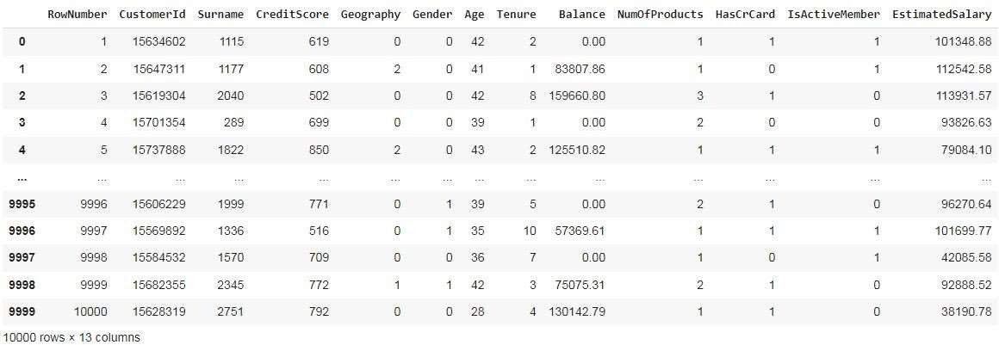 RowNumber CustomerId Surname CreditScore Geography Gender Age Tenure Balance NumOfProducts HasCrCard IsActiveMember EstimatedSalary
0 1 15634602 1115 619 0 0 42 2 0.00 1 1 1 101348.88
1 2 15647311 1177 608 2 0 41 1 83807.86 1 0 1 112542.58
2 3 15619304 2040 502 0 0 42 8 159660.80 3 1 0 113931.57
3 4 15701354 289 699 0 0 39 1 0.00 2 0 0 93826.63
4 5 15737888 1822 850 2 0 43 2 125510.82 1 1 1 79084.10
... ... ... ... ... ... ... ... ... ... ... ... ... ...
9995 9996 15606229 1999 771 0 1 39 5 0.00 2 1 0 96270.64
9996 9997 15569892 1336 516 0 1 35 10 57369.61 1 1 1 101699.77
9997 9998 15584532 1570 709 0 0 36 7 0.00 1 0 1 42085.58
9998 9999 15682355 2345 772 1 1 42 3 75075.31 2 1 0 92888.52
9999 10000 15628319 2751 792 0 0 28 4 130142.79 1 1 0 38190.78
10000 rows × 13 columns